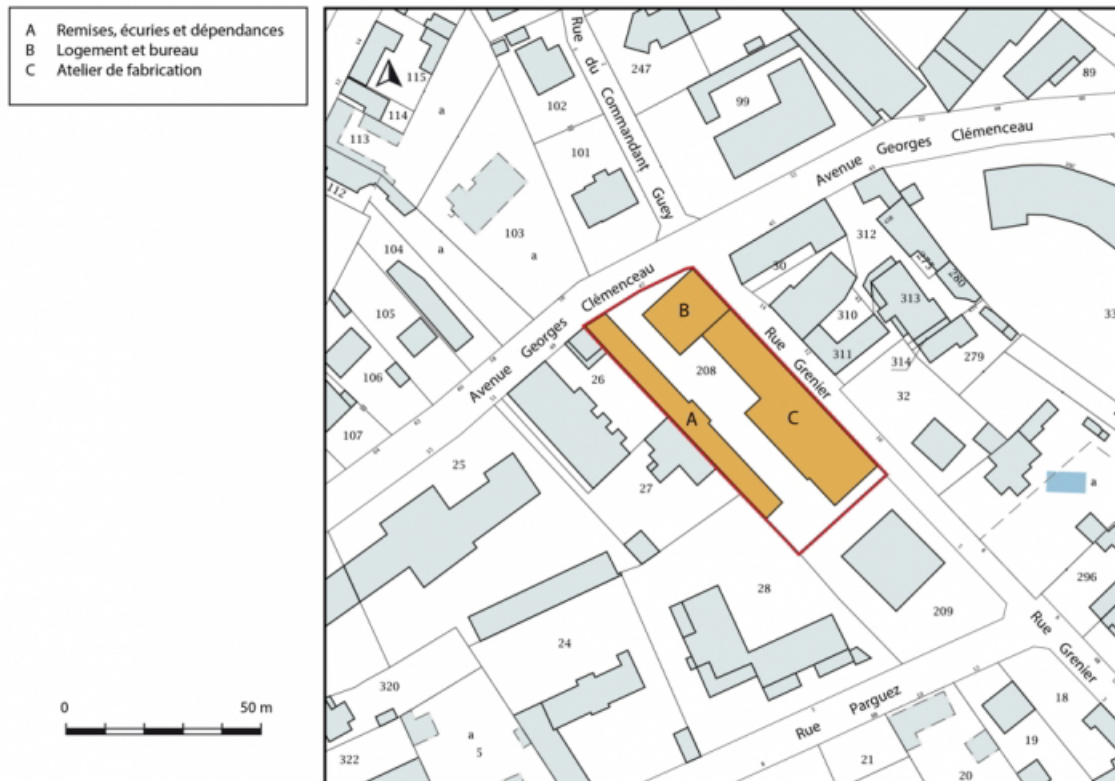 A Remises, écuries et dépendances
B Logement et bureau
C Atelier de fabrication
0 50 m
115
114
113
112
a
102
101
247
Rue du Commandant Guey
99
89
Avenue Georges Clémenceau
103
a
104
a
105
106
107
30
312
273
280
313
310
311
314
279
33
32
Avenue Georges Clémenceau
B
208
Rue Grenier
A
C
26
27
25
28
a
296
209
24
Rue Grenier
320
a
5
322
Rue Parguez
18
19
21
20